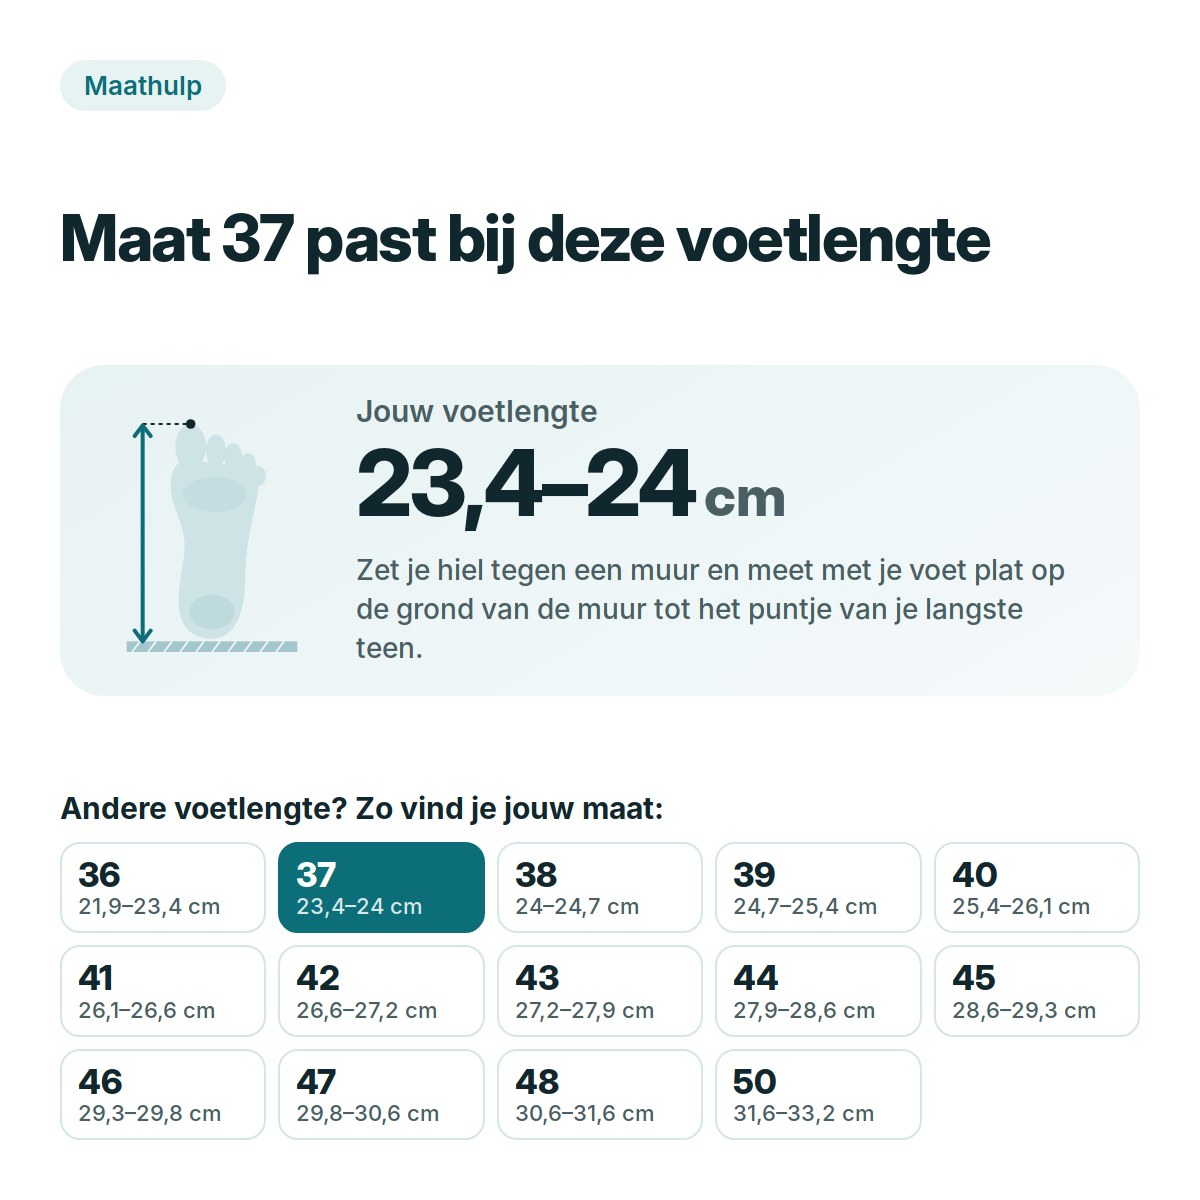 Maathulp
Maat 37 past bij deze voetlengte
Jouw voetlengte
23,4–24 cm
Zet je hiel tegen een muur en meet met je voet plat op
de grond van de muur tot het puntje van je langste
teen.
Andere voetlengte? Zo vind je jouw maat:
36
21,9–23,4 cm
37
23,4–24 cm
38
24–24,7 cm
39
24,7–25,4 cm
40
25,4–26,1 cm
41
26,1–26,6 cm
42
26,6–27,2 cm
43
27,2–27,9 cm
44
27,9–28,6 cm
45
28,6–29,3 cm
46
29,3–29,8 cm
47
29,8–30,6 cm
48
30,6–31,6 cm
50
31,6–33,2 cm